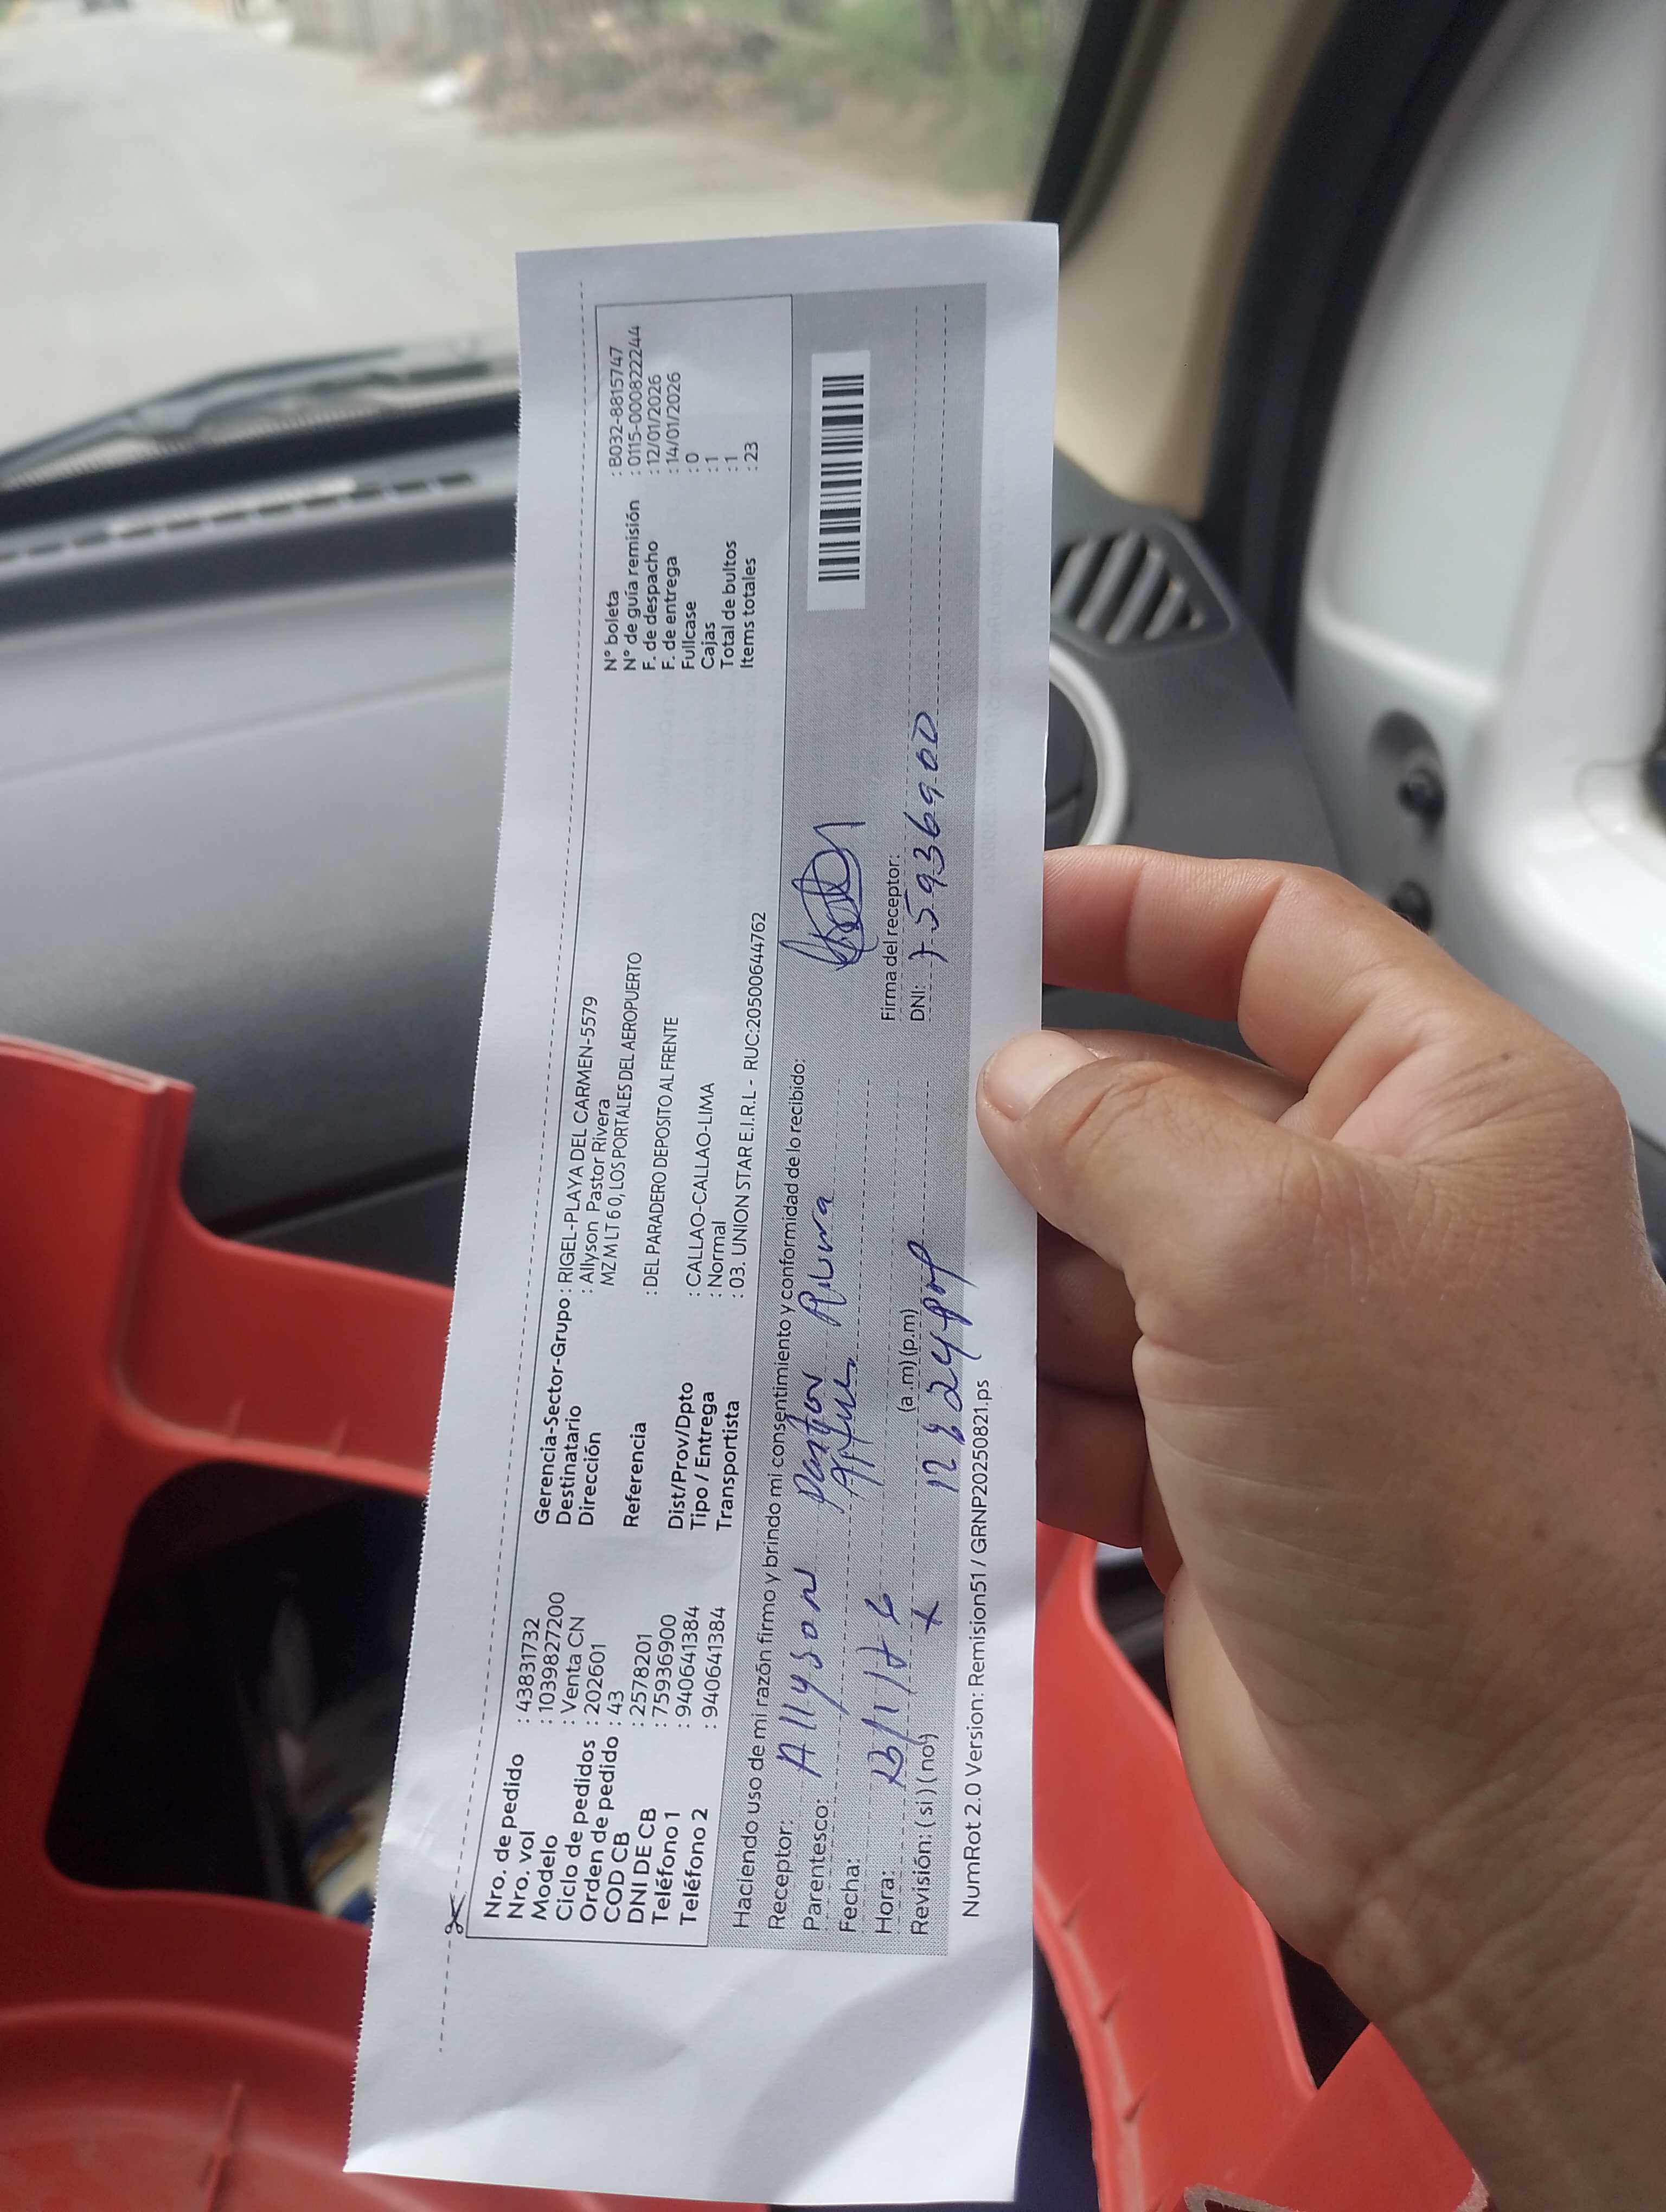 Nro. de pedido : 43831732
Nro. vol : 1039827200
Modelo : Venta CN
Ciclo de pedidos : 202601
Orden de pedido : 43
COD CB : 2578201
DNI DE CB : 75936900
Teléfono 1 : 940641384
Teléfono 2 : 940641384
Gerencia-Sector-Grupo : RIGEL-PLAYA DEL CARMEN-5579
Destinatario : Allyson Pastor Rivera
Dirección MZ M LT 6 0, LOS PORTALES DEL AEROPUERTO
Referencia : DEL PARADERO DEPOSITO AL FRENTE
Dist/Prov/Dpto : CALLAO-CALLAO-LIMA
Tipo / Entrega : Normal
Transportista : 03. UNION STAR E.I.R.L - RUC:20500644762
N° boleta : B032-8815747
N° de guía remisión : 0115-0008222244
F. de despacho : 12/01/2026
F. de entrega : 14/01/2026
Fullcase : 0
Cajas : 1
Total de bultos : 1
Items totales : 23
Haciendo uso de mi razón firmo y brindo mi consentimiento y conformidad de lo recibido:
Receptor: Allyson Pastor Rivera
Parentesco:
Fecha:
Hora: (a.m) (p.m)
Revisión: ( si ) ( no ) x 12 : 24 pm
Firma del receptor:
DNI: 75936900
NumRot 2.0 Version: Remision51 / GRNP20250821.ps